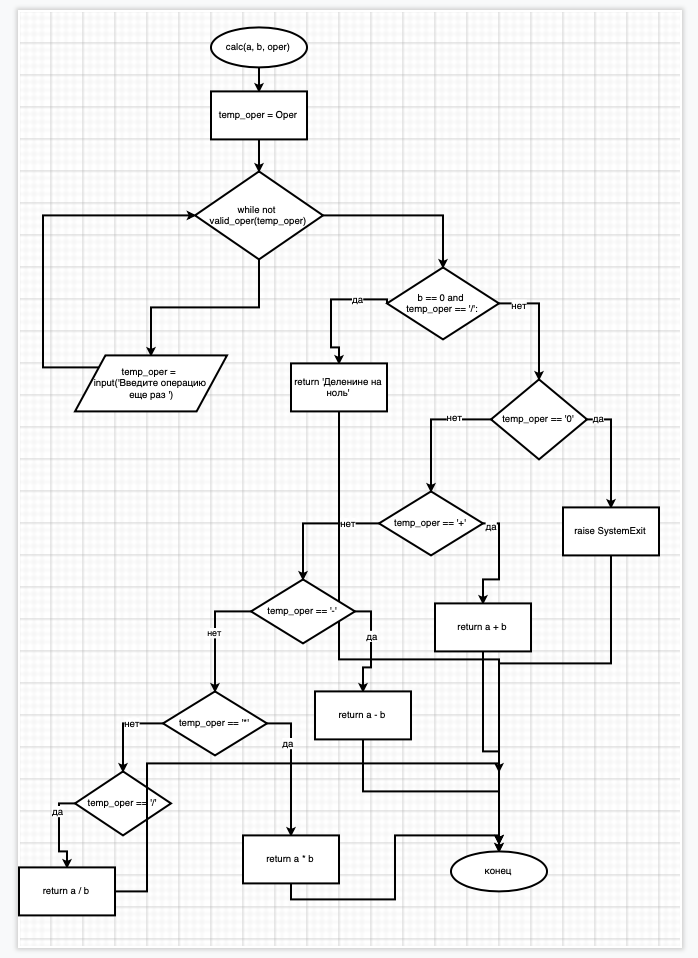 calc(a, b, oper)
temp_oper = Oper
while not
valid_oper(temp_oper)
b == 0 and
temp_oper == '/':
да
нет
temp_oper =
input('Введите операцию
еще раз ')
return 'Деленине на
ноль'
temp_oper == '0'
нет
да
temp_oper == '+'
нет
да
raise SystemExit
temp_oper == '-'
нет
да
return a + b
temp_oper == '*'
нет
да
return a - b
temp_oper == '/'
да
return a * b
конец
return a / b